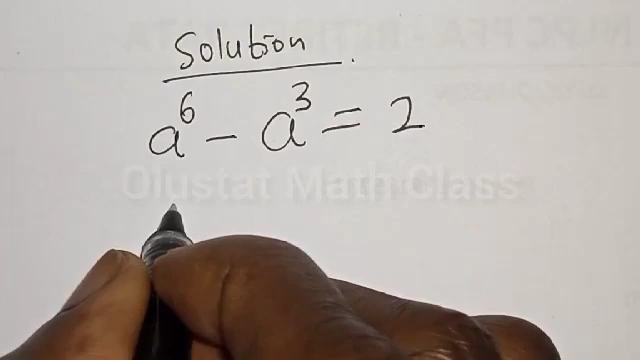 Solution
a⁶ - a³ = 2
Olustat Math Class